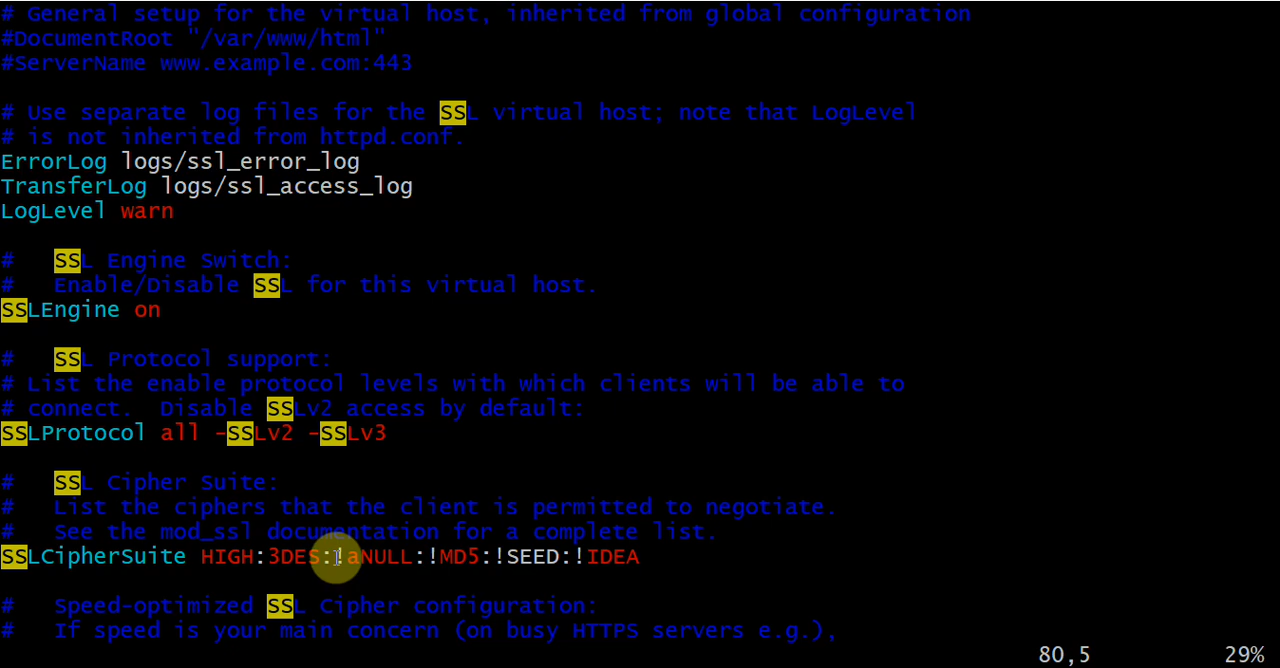 # General setup for the virtual host, inherited from global configuration
#DocumentRoot "/var/www/html"
#ServerName www.example.com:443
# Use separate log files for the SSL virtual host; note that LogLevel
# is not inherited from httpd.conf.
ErrorLog logs/ssl_error_log
TransferLog logs/ssl_access_log
LogLevel warn
#   SSL Engine Switch:
#   Enable/Disable SSL for this virtual host.
SSLEngine on
#   SSL Protocol support:
# List the enable protocol levels with which clients will be able to
# connect.  Disable SSLv2 access by default:
SSLProtocol all -SSLv2 -SSLv3
#   SSL Cipher Suite:
#   List the ciphers that the client is permitted to negotiate.
#   See the mod_ssl documentation for a complete list.
SSLCipherSuite HIGH:3DES:!aNULL:!MD5:!SEED:!IDEA
#   Speed-optimized SSL Cipher configuration:
#   If speed is your main concern (on busy HTTPS servers e.g.),
80,5 29%